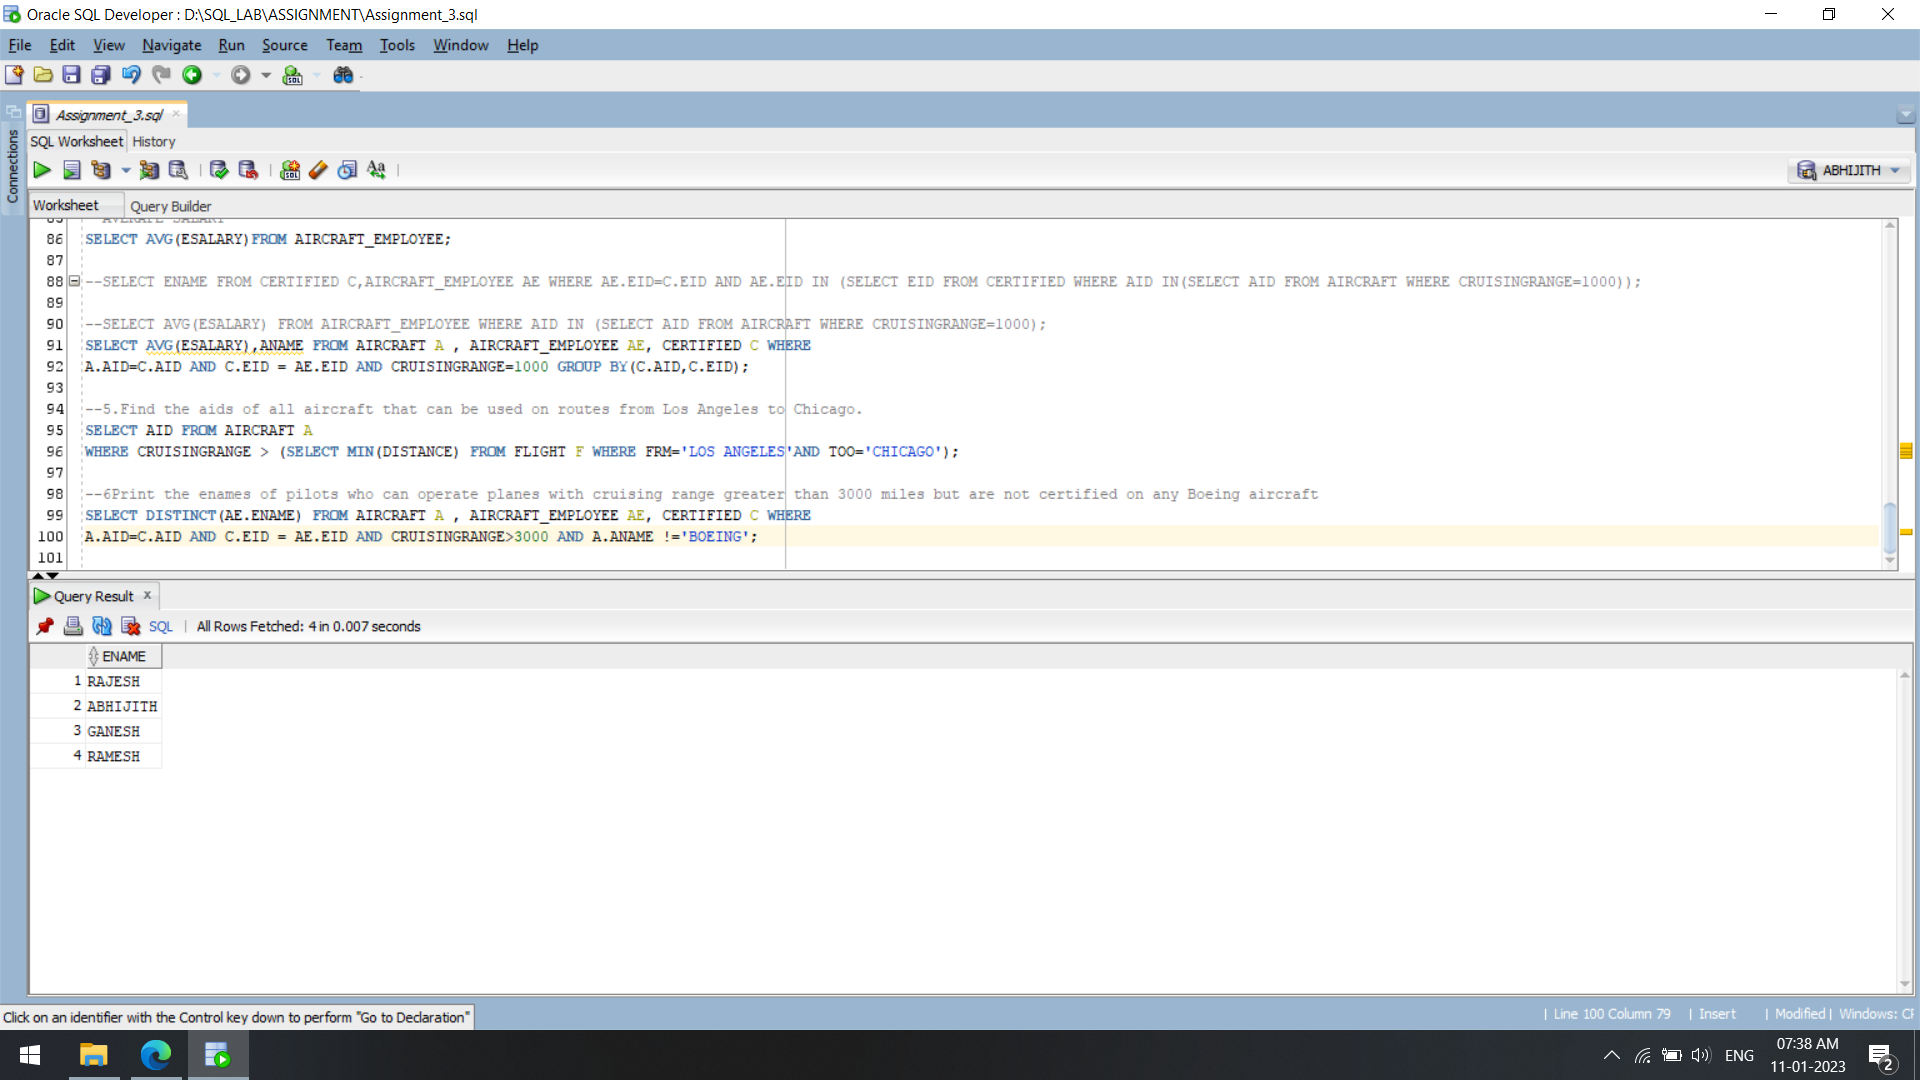 Oracle SQL Developer : D:\SQL_LAB\ASSIGNMENT\Assignment_3.sql
File Edit View Navigate Run Source Team Tools Window Help
Assignment_3.sql
Connections
SQL Worksheet History
ABHIJITH
Worksheet Query Builder
86 SELECT AVG(ESALARY)FROM AIRCRAFT_EMPLOYEE;
87
88 --SELECT ENAME FROM CERTIFIED C,AIRCRAFT_EMPLOYEE AE WHERE AE.EID=C.EID AND AE.EID IN (SELECT EID FROM CERTIFIED WHERE AID IN(SELECT AID FROM AIRCRAFT WHERE CRUISINGRANGE=1000));
89
90 --SELECT AVG(ESALARY) FROM AIRCRAFT_EMPLOYEE WHERE AID IN (SELECT AID FROM AIRCRAFT WHERE CRUISINGRANGE=1000);
91 SELECT AVG(ESALARY),ANAME FROM AIRCRAFT A , AIRCRAFT_EMPLOYEE AE, CERTIFIED C WHERE
92 A.AID=C.AID AND C.EID = AE.EID AND CRUISINGRANGE=1000 GROUP BY(C.AID,C.EID);
93
94 --5.Find the aids of all aircraft that can be used on routes from Los Angeles to Chicago.
95 SELECT AID FROM AIRCRAFT A
96 WHERE CRUISINGRANGE > (SELECT MIN(DISTANCE) FROM FLIGHT F WHERE FRM='LOS ANGELES'AND TOO='CHICAGO');
97
98 --6Print the enames of pilots who can operate planes with cruising range greater than 3000 miles but are not certified on any Boeing aircraft
99 SELECT DISTINCT(AE.ENAME) FROM AIRCRAFT A , AIRCRAFT_EMPLOYEE AE, CERTIFIED C WHERE
100 A.AID=C.AID AND C.EID = AE.EID AND CRUISINGRANGE>3000 AND A.ANAME !='BOEING';
101
Query Result x
SQL | All Rows Fetched: 4 in 0.007 seconds
ENAME
1 RAJESH
2 ABHIJITH
3 GANESH
4 RAMESH
Click on an identifier with the Control key down to perform "Go to Declaration"
| Line 100 Column 79 | Insert | Modified | Windows:
ENG
07:38 AM
11-01-2023
2